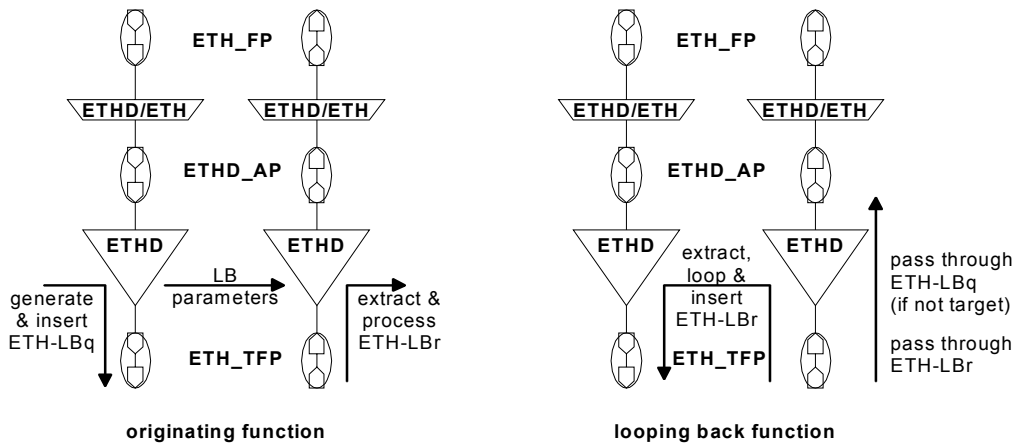 ETH_FP
ETH_FP
ETHD/ETH
ETHD/ETH
ETHD/ETH
ETHD/ETH
ETHD_AP
ETHD_AP
ETHD
ETHD
ETHD
ETHD
generate
& insert
ETH-LBq
LB
parameters
extract &
process
ETH-LBr
extract,
loop &
insert
ETH-LBr
pass through
ETH-LBq
(if not target)
pass through
ETH-LBr
ETH_TFP
ETH_TFP
originating function
looping back function